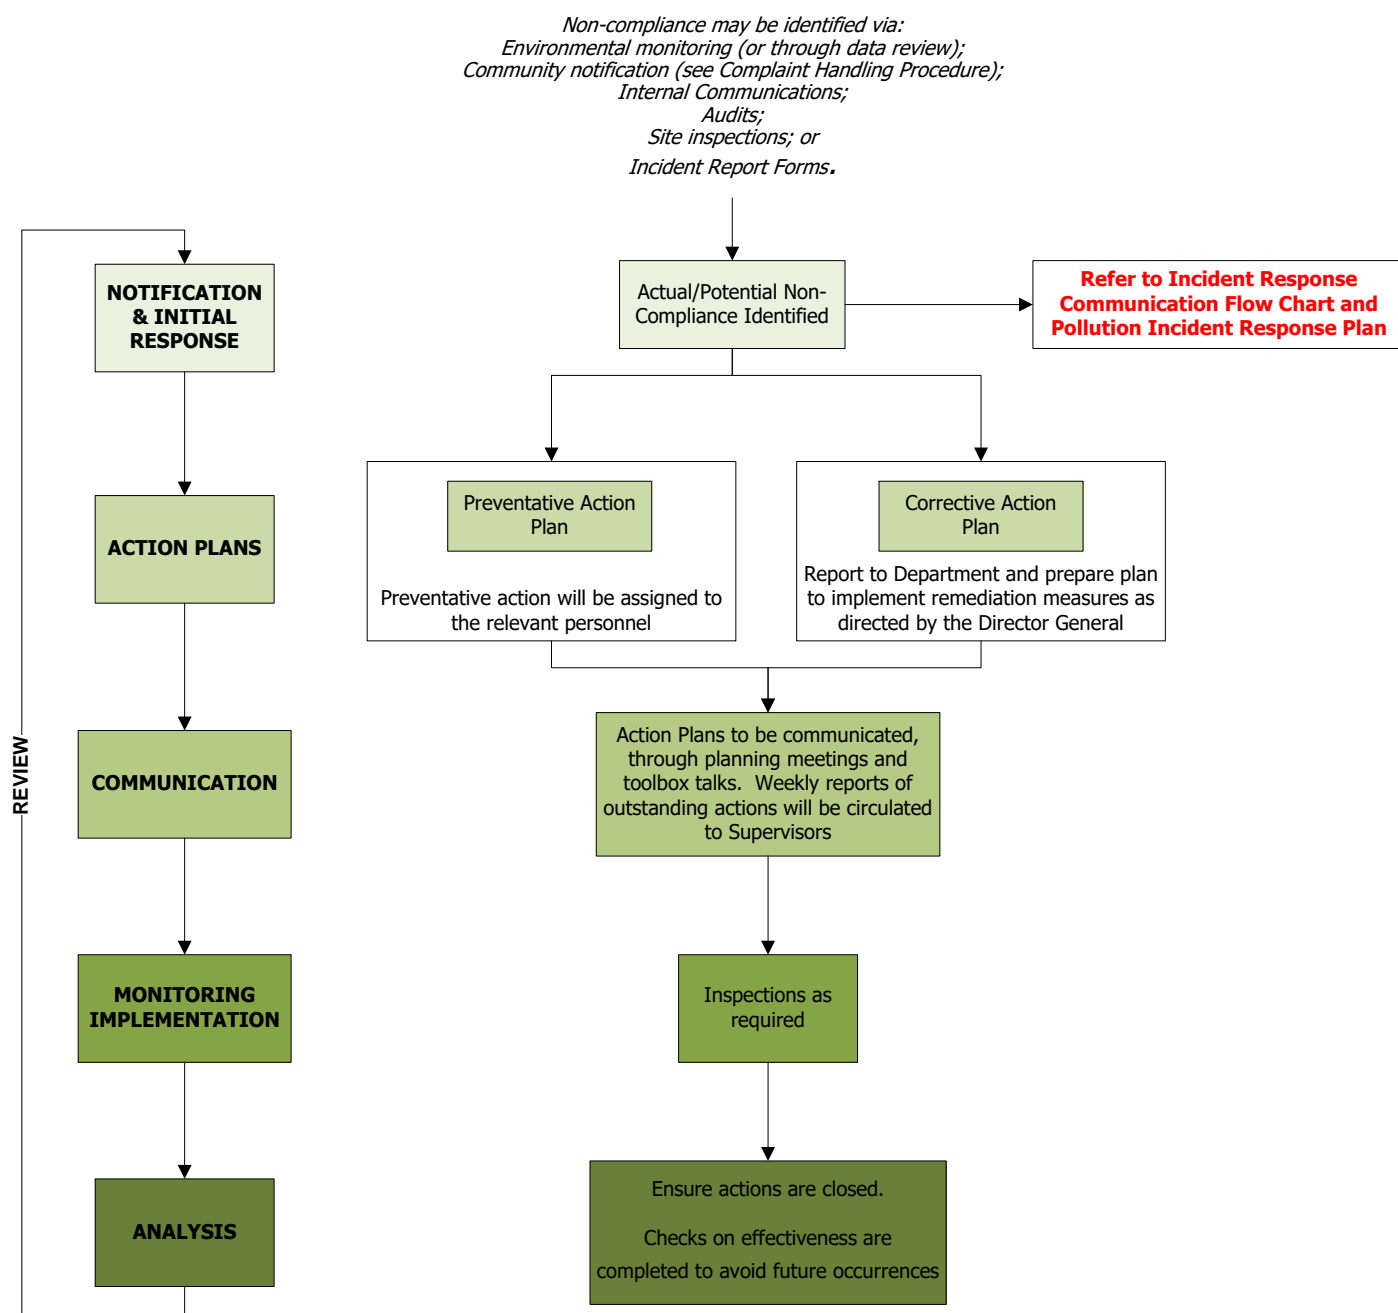 Non-compliance may be identified via:
Environmental monitoring (or through data review);
Community notification (see Complaint Handling Procedure);
Internal Communications;
Audits;
Site inspections; or
Incident Report Forms.
NOTIFICATION
& INITIAL
RESPONSE
Actual/Potential Non-
Compliance Identified
Refer to Incident Response
Communication Flow Chart and
Pollution Incident Response Plan
ACTION PLANS
Preventative Action
Plan
Preventative action will be assigned to
the relevant personnel
Corrective Action
Plan
Report to Department and prepare plan
to implement remediation measures as
directed by the Director General
REVIEW
COMMUNICATION
Action Plans to be communicated,
through planning meetings and
toolbox talks.  Weekly reports of
outstanding actions will be circulated
to Supervisors
MONITORING
IMPLEMENTATION
Inspections as
required
ANALYSIS
Ensure actions are closed.
Checks on effectiveness are
completed to avoid future occurrences